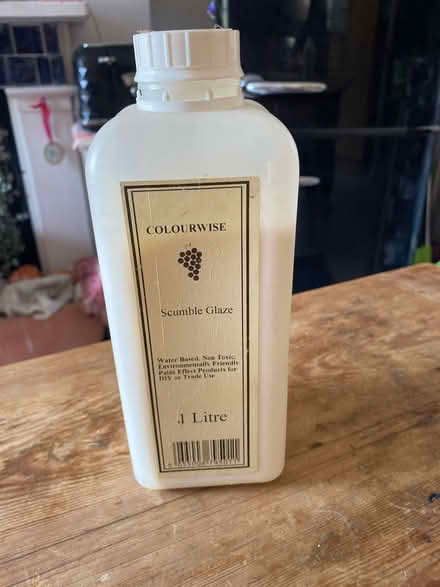 COLOURWISE
Scumble Glaze
Water Based, Non Toxic,
Environmentally Friendly
Paint Effect Products for
DIY or Trade Use
1 Litre